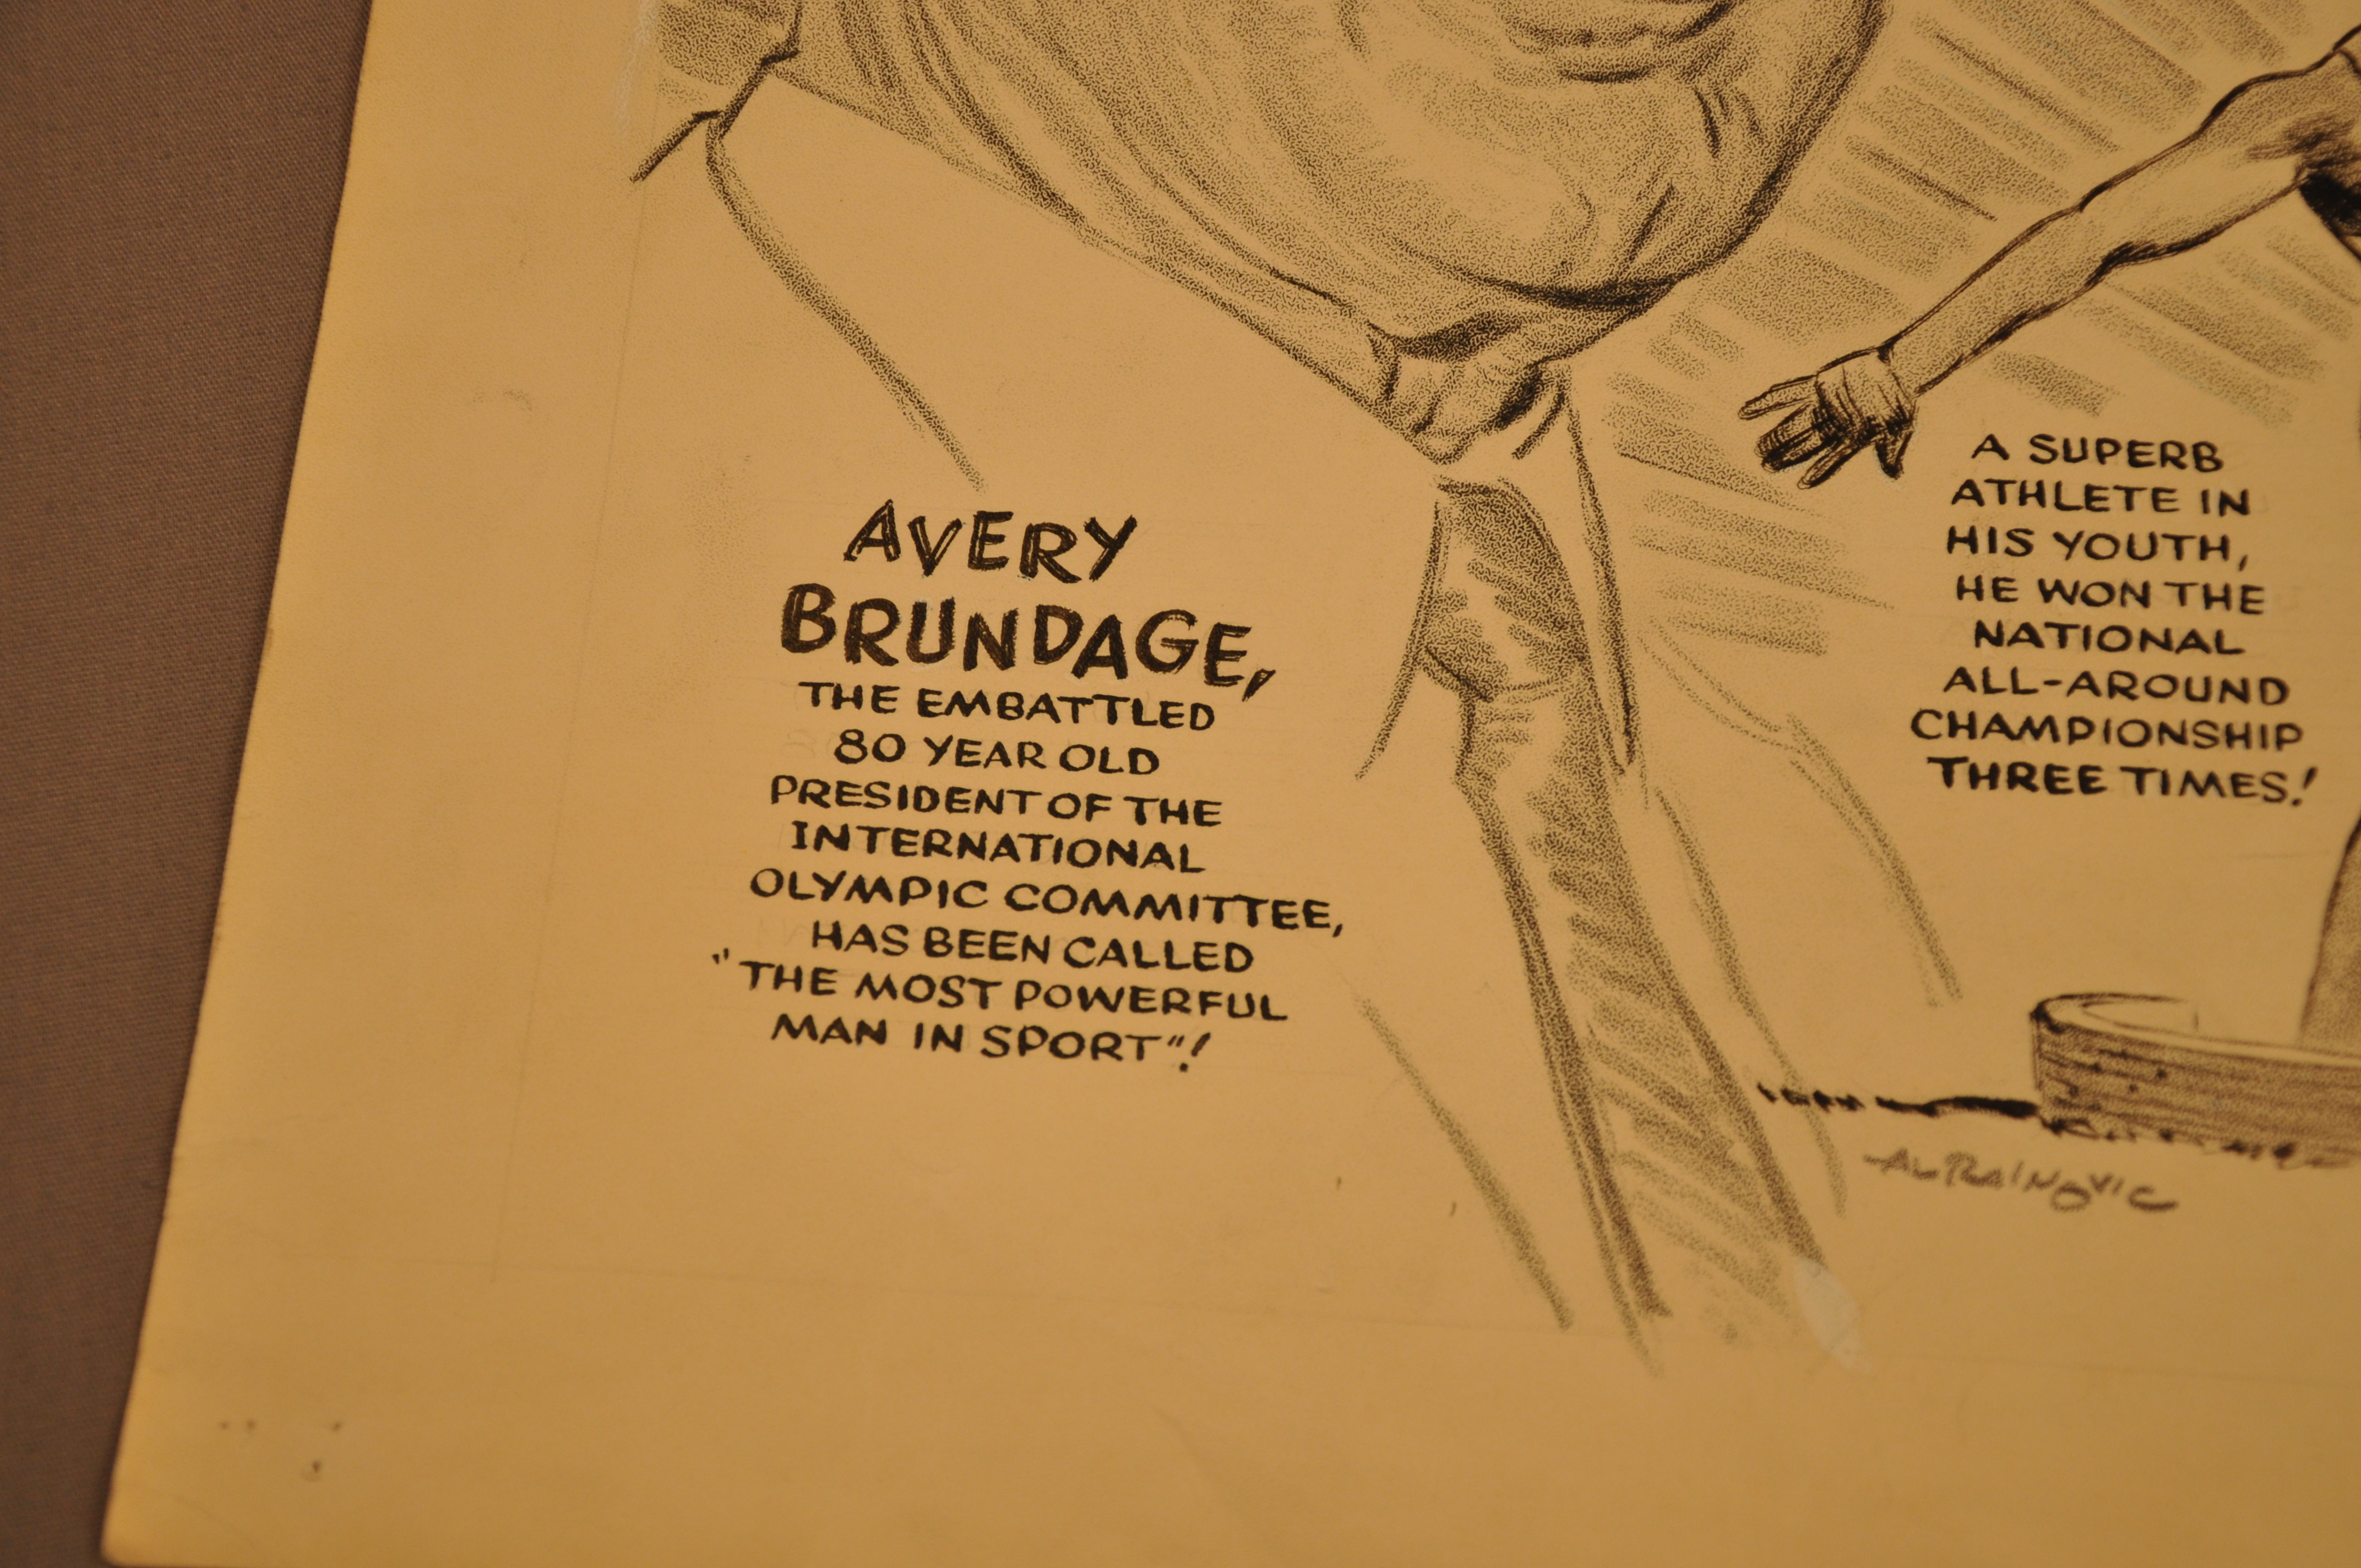 AVERY
BRUNDAGE,
THE EMBATTLED
80 YEAR OLD
PRESIDENT OF THE
INTERNATIONAL
OLYMPIC COMMITTEE,
HAS BEEN CALLED
"THE MOST POWERFUL
MAN IN SPORT"!
A SUPERB
ATHLETE IN
HIS YOUTH,
HE WON THE
NATIONAL
ALL-AROUND
CHAMPIONSHIP
THREE TIMES!